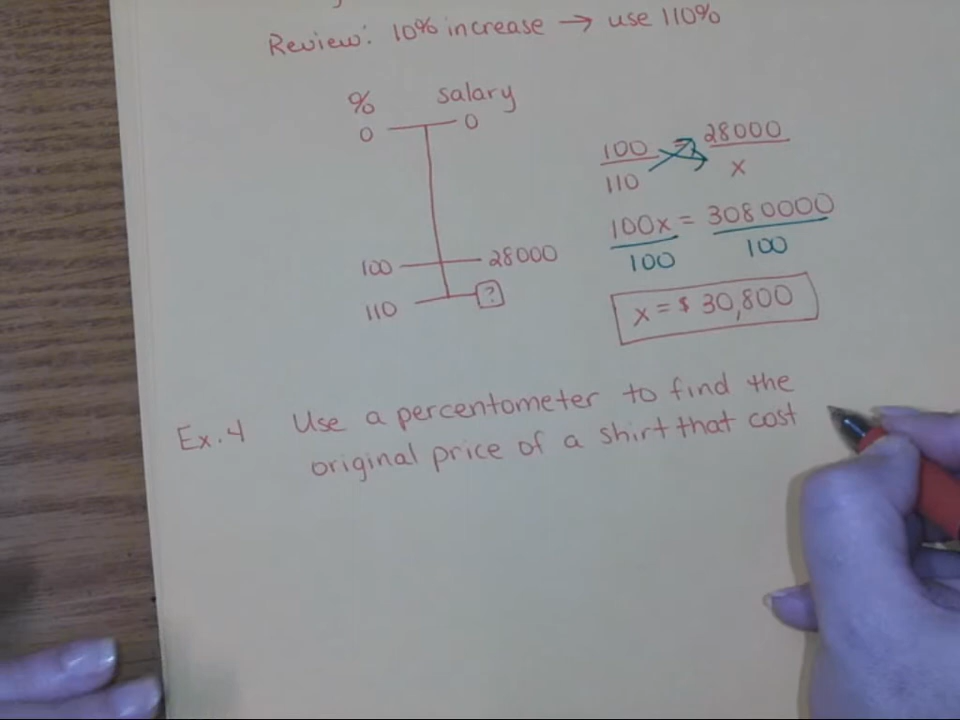 Review: 10% increase → use 110%
% salary
0 0
100 28000
110 ?
100/110 = 28000/x
100x = 3080000
100 100
x = $ 30,800
Ex. 4 Use a percentometer to find the
original price of a shirt that cost